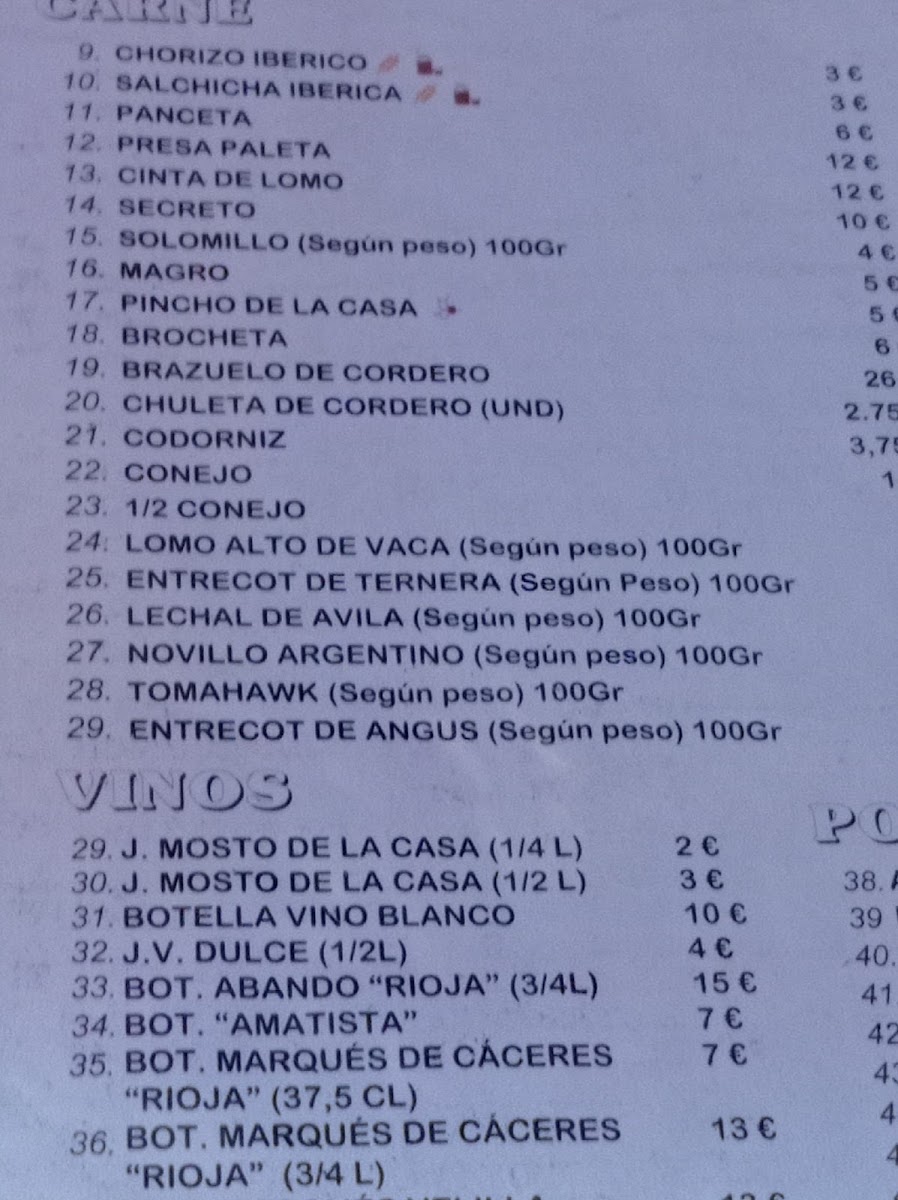 CARNE
9. CHORIZO IBERICO 3 €
10. SALCHICHA IBERICA 3 €
11. PANCETA 6 €
12. PRESA PALETA 12 €
13. CINTA DE LOMO 12 €
14. SECRETO 10 €
15. SOLOMILLO (Según peso) 100Gr 4 €
16. MAGRO 5 €
17. PINCHO DE LA CASA 5 €
18. BROCHETA 6
19. BRAZUELO DE CORDERO 26
20. CHULETA DE CORDERO (UND) 2.75
21. CODORNIZ 3,75
22. CONEJO 1
23. 1/2 CONEJO
24. LOMO ALTO DE VACA (Según peso) 100Gr
25. ENTRECOT DE TERNERA (Según Peso) 100Gr
26. LECHAL DE AVILA (Según peso) 100Gr
27. NOVILLO ARGENTINO (Según peso) 100Gr
28. TOMAHAWK (Según peso) 100Gr
29. ENTRECOT DE ANGUS (Según peso) 100Gr
VINOS
29. J. MOSTO DE LA CASA (1/4 L) 2 €
30. J. MOSTO DE LA CASA (1/2 L) 3 €
31. BOTELLA VINO BLANCO 10 €
32. J.V. DULCE (1/2L) 4 €
33. BOT. ABANDO “RIOJA” (3/4L) 15 €
34. BOT. “AMATISTA” 7 €
35. BOT. MARQUÉS DE CÁCERES 7 €
“RIOJA” (37,5 CL)
36. BOT. MARQUÉS DE CÁCERES 13 €
“RIOJA” (3/4 L)
PO
38.
39
40.
41
42